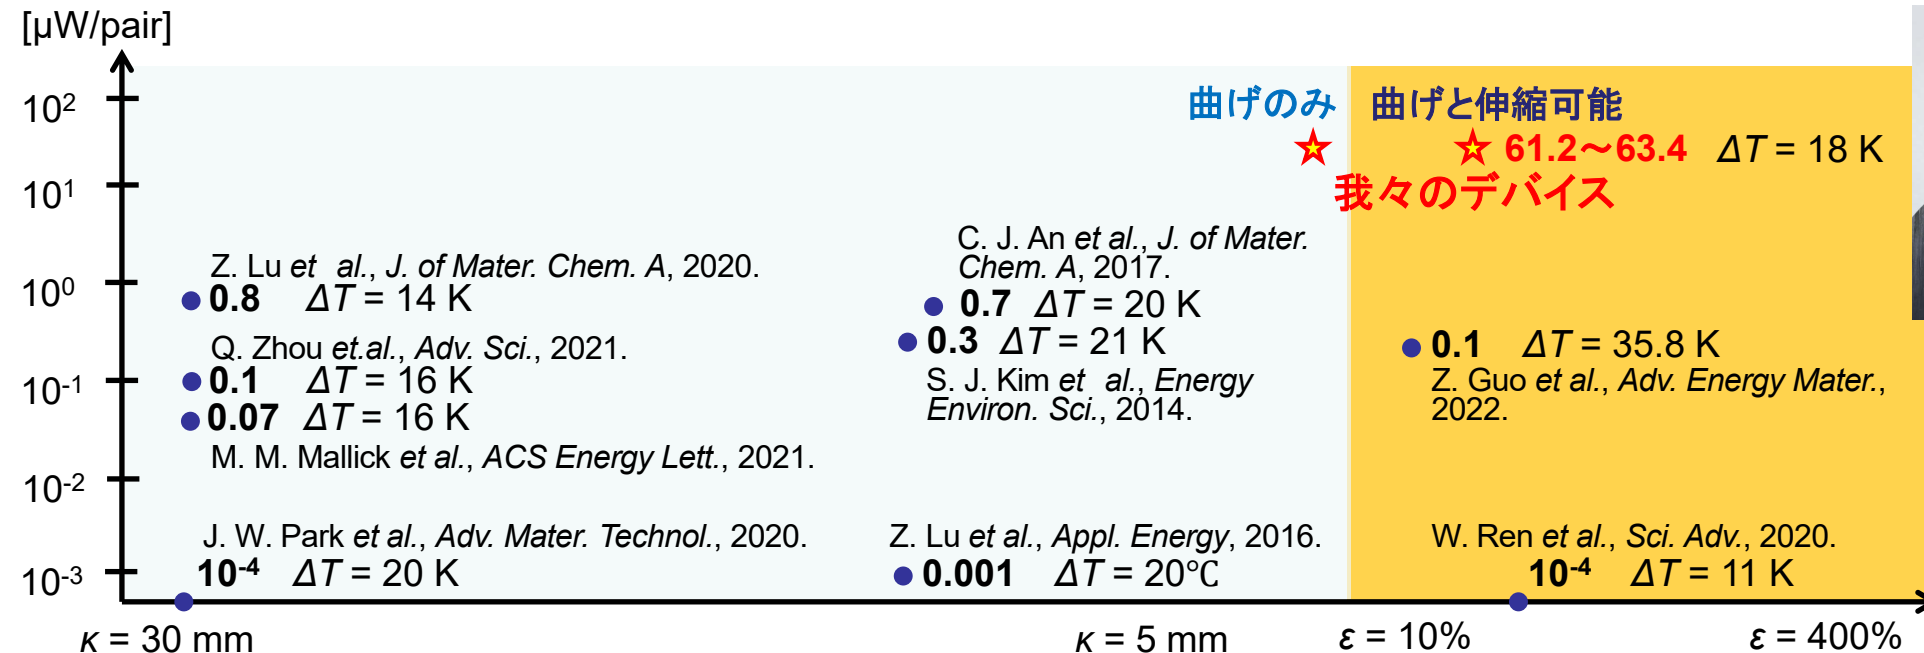 [μW/pair]
10²
10¹
10⁰
10⁻¹
10⁻²
10⁻³
曲げのみ
曲げと伸縮可能
61.2～63.4 ΔT = 18 K
我々のデバイス
Z. Lu et al., J. of Mater. Chem. A, 2020.
0.8 ΔT = 14 K
Q. Zhou et.al., Adv. Sci., 2021.
0.1 ΔT = 16 K
0.07 ΔT = 16 K
M. M. Mallick et al., ACS Energy Lett., 2021.
J. W. Park et al., Adv. Mater. Technol., 2020.
10⁻⁴ ΔT = 20 K
C. J. An et al., J. of Mater.
Chem. A, 2017.
0.7 ΔT = 20 K
0.3 ΔT = 21 K
S. J. Kim et al., Energy
Environ. Sci., 2014.
Z. Lu et al., Appl. Energy, 2016.
0.001 ΔT = 20℃
0.1 ΔT = 35.8 K
Z. Guo et al., Adv. Energy Mater.,
2022.
W. Ren et al., Sci. Adv., 2020.
10⁻⁴ ΔT = 11 K
κ = 30 mm
κ = 5 mm
ε = 10%
ε = 400%